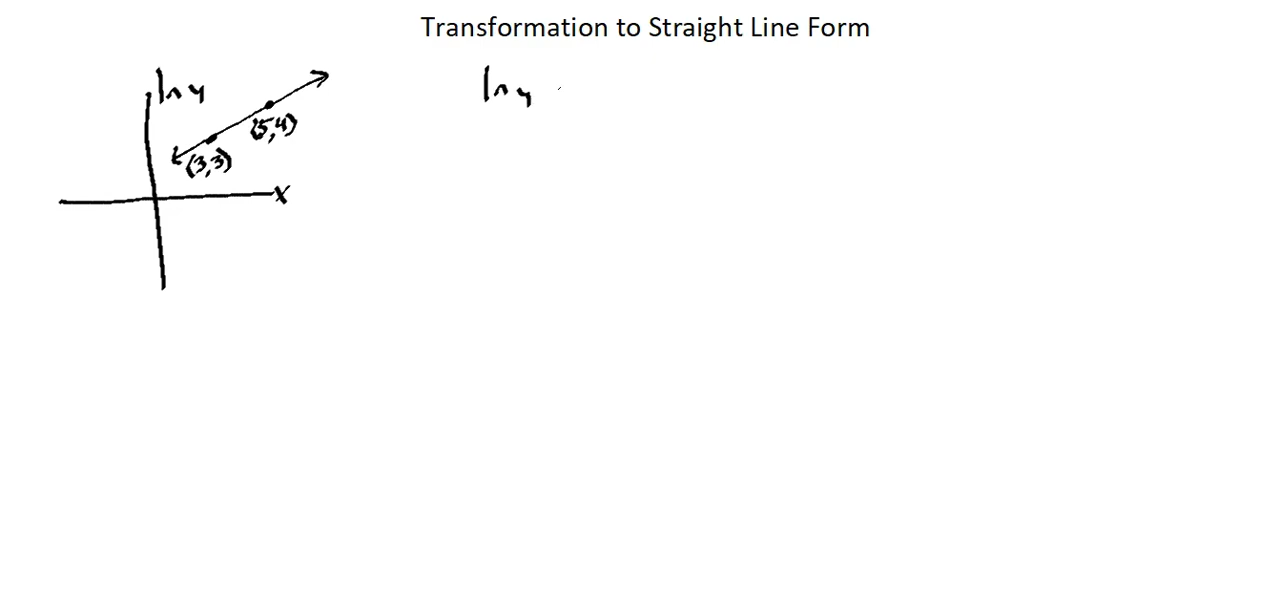 Transformation to Straight Line Form
ln y
ln y
(5,4)
(3,3)
x